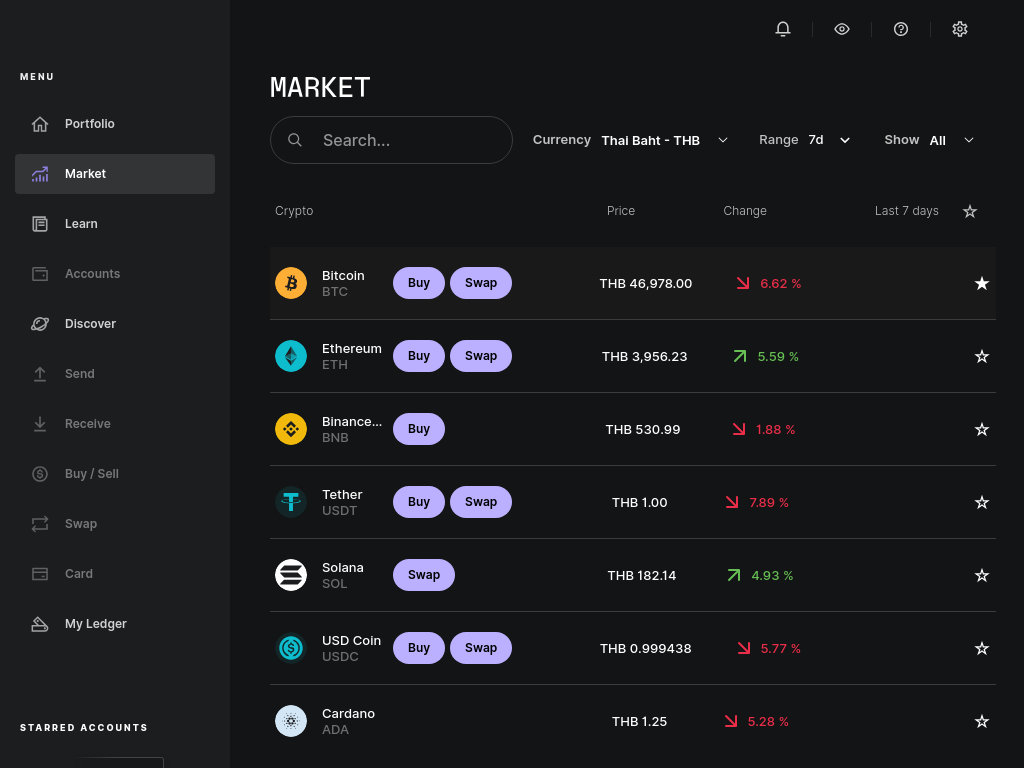 MENU
Portfolio
Market
Learn
Accounts
Discover
Send
Receive
Buy / Sell
Swap
Card
My Ledger
STARRED ACCOUNTS
MARKET
Search...
Currency Thai Baht - THB
Range 7d
Show All
Crypto Price Change Last 7 days
Bitcoin
BTC
Buy Swap THB 46,978.00 6.62 %
Ethereum
ETH
Buy Swap THB 3,956.23 5.59 %
Binance...
BNB
Buy THB 530.99 1.88 %
Tether
USDT
Buy Swap THB 1.00 7.89 %
Solana
SOL
Swap THB 182.14 4.93 %
USD Coin
USDC
Buy Swap THB 0.999438 5.77 %
Cardano
ADA
THB 1.25 5.28 %